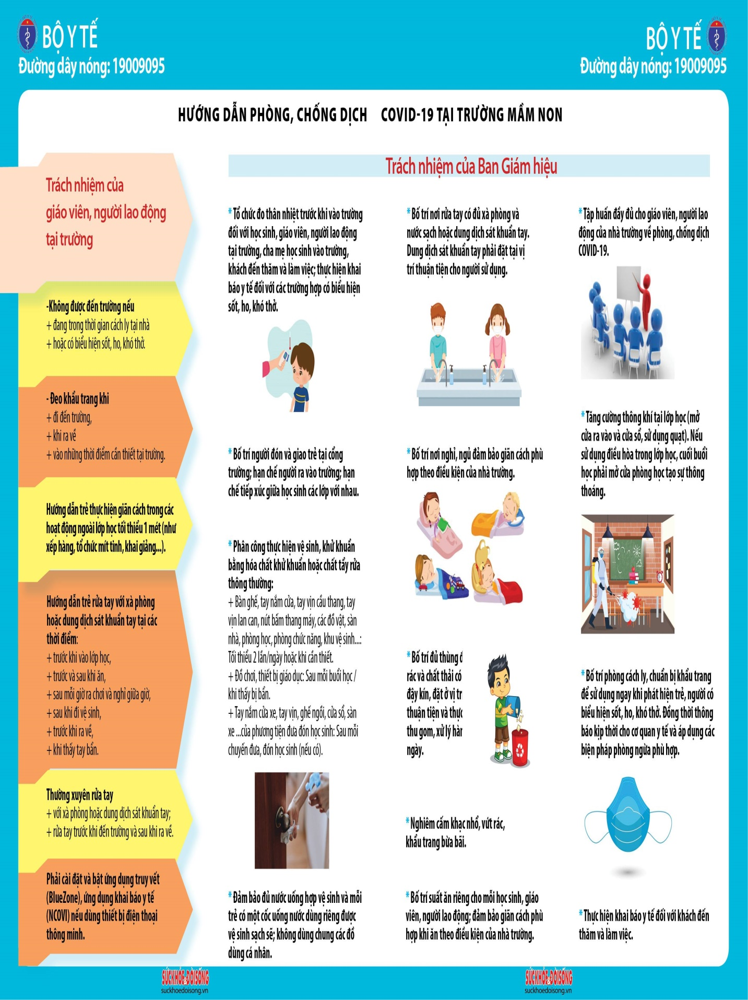 BỘ Y TẾ
Đường dây nóng: 19009095
BỘ Y TẾ
Đường dây nóng: 19009095
HƯỚNG DẪN PHÒNG, CHỐNG DỊCH COVID-19 TẠI TRƯỜNG MẦM NON
Trách nhiệm của
giáo viên, người lao động
tại trường
-Không được đến trường nếu
+ đang trong thời gian cách ly tại nhà
+ hoặc có biểu hiện sốt, ho, khó thở.
- Đeo khẩu trang khi
+ đi đến trường,
+ khi ra về
+ vào những thời điểm cần thiết tại trường.
Hướng dẫn trẻ thực hiện giãn cách trong các
hoạt động ngoài lớp học tối thiểu 1 mét (như
xếp hàng, tổ chức mít tinh, khai giảng...).
Hướng dẫn trẻ rửa tay với xà phòng
hoặc dung dịch sát khuẩn tay tại các
thời điểm:
+ trước khi vào lớp học,
+ trước và sau khi ăn,
+ sau mỗi giờ ra chơi và nghỉ giữa giờ,
+ sau khi đi vệ sinh,
+ trước khi ra về,
+ khi thấy tay bẩn.
Thường xuyên rửa tay
+ với xà phòng hoặc dung dịch sát khuẩn tay;
+ rửa tay trước khi đến trường và sau khi ra về.
Phải cài đặt và bật ứng dụng truy vết
(BlueZone), ứng dụng khai báo y tế
(NCOVI) nếu dùng thiết bị điện thoại
thông minh.
Trách nhiệm của Ban Giám hiệu
* Tổ chức đo thân nhiệt trước khi vào trường
đối với học sinh, giáo viên, người lao động
tại trường, cha mẹ học sinh vào trường,
khách đến thăm và làm việc; thực hiện khai
báo y tế đối với các trường hợp có biểu hiện
sốt, ho, khó thở.
* Bố trí người đón và giao trẻ tại cổng
trường; hạn chế người ra vào trường; hạn
chế tiếp xúc giữa học sinh các lớp với nhau.
* Phân công thực hiện vệ sinh, khử khuẩn
bằng hóa chất khử khuẩn hoặc chất tẩy rửa
thông thường:
+ Bàn ghế, tay nắm cửa, tay vịn cầu thang, tay
vịn lan can, nút bấm thang máy, các đồ vật, sàn
nhà, phòng học, phòng chức năng, khu vệ sinh...:
Tối thiểu 2 lần/ngày hoặc khi cần thiết.
+ Đồ chơi, thiết bị giáo dục: Sau mỗi buổi học /
khi thấy bị bẩn.
+ Tay nắm cửa xe, tay vịn, ghế ngồi, cửa sổ, sàn
xe ...của phương tiện đưa đón học sinh: Sau mỗi
chuyến đưa, đón học sinh (nếu có).
* Đảm bảo đủ nước uống hợp vệ sinh và mỗi
trẻ có một cốc uống nước dùng riêng được
vệ sinh sạch sẽ; không dùng chung các đồ
dùng cá nhân.
* Bố trí nơi rửa tay có đủ xà phòng và
nước sạch hoặc dung dịch sát khuẩn tay.
Dung dịch sát khuẩn tay phải đặt tại vị
trí thuận tiện cho người sử dụng.
* Bố trí nơi nghỉ, ngủ đảm bảo giãn cách phù
hợp theo điều kiện của nhà trường.
* Bố trí đủ thùng
rác và chất thải có
đậy kín, đặt ở vị
thuận tiện và
thu gom, xử lý
ngày.
* Nghiêm cấm khạc nhổ, vứt rác,
khẩu trang bừa bãi.
* Bố trí suất ăn riêng cho mỗi học sinh, giáo
viên, người lao động; đảm bảo giãn cách phù
hợp khi ăn theo điều kiện của nhà trường.
* Tập huấn đầy đủ cho giáo viên, người lao
động của nhà trường về phòng, chống dịch
COVID-19.
* Tăng cường thông khí tại lớp học (mở
cửa ra vào và cửa sổ, sử dụng quạt). Nếu
sử dụng điều hòa trong lớp học, cuối buổi
học phải mở cửa phòng học tạo sự thông
thoáng.
* Bố trí phòng cách ly, chuẩn bị khẩu trang
để sử dụng ngay khi phát hiện trẻ, người có
biểu hiện sốt, ho, khó thở. Đồng thời thông
báo kịp thời cho cơ quan y tế và áp dụng các
biện pháp phòng ngừa phù hợp.
* Thực hiện khai báo y tế đối với khách đến
thăm và làm việc.
SỨCKHỎE&ĐỜISỐNG
suckhoedoisong.vn
SỨCKHỎE&ĐỜISỐNG
suckhoedoisong.vn